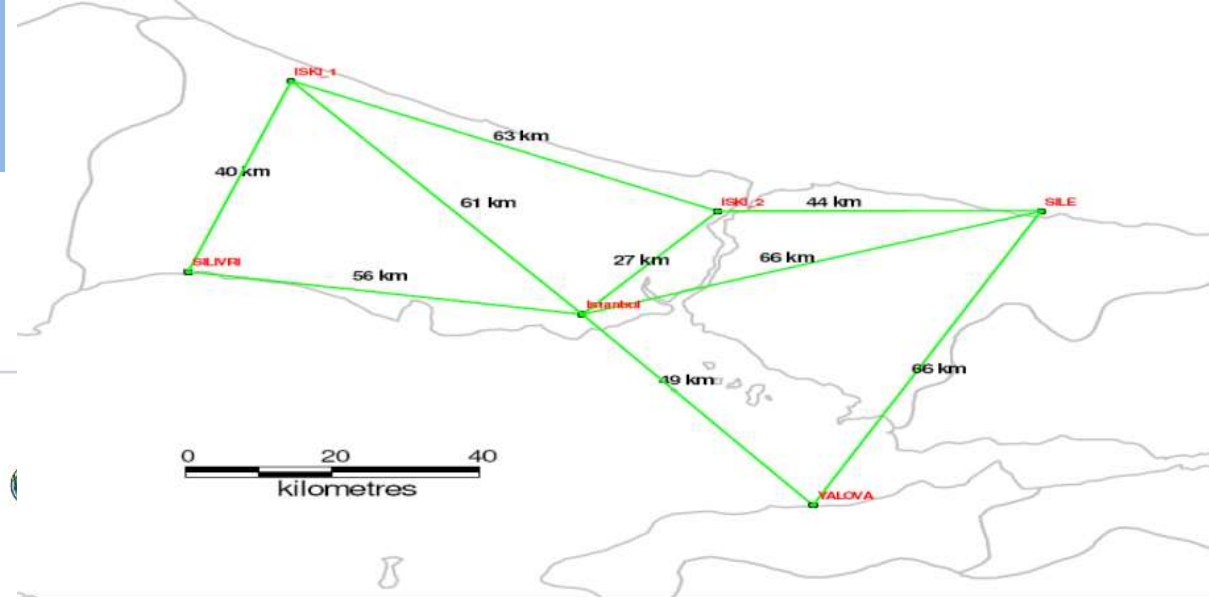 ISKI_1
63 km
40 km
61 km
ISKI_2
44 km
SILE
SILIVRI
27 km
66 km
56 km
Istanbul
49 km
66 km
0 20 40
kilometres
YALOVA